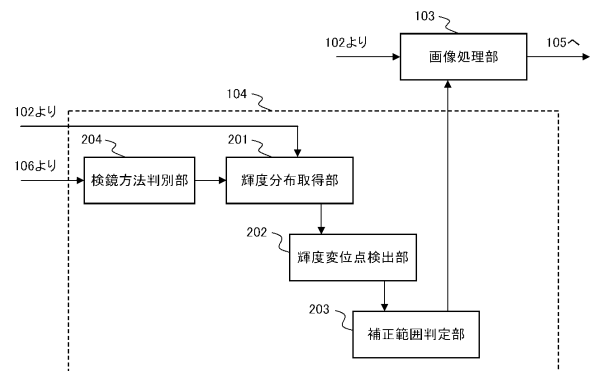 103
102より
画像処理部
105へ
104
102より
204
201
106より
検鏡方法判別部
輝度分布取得部
202
輝度変位点検出部
203
補正範囲判定部